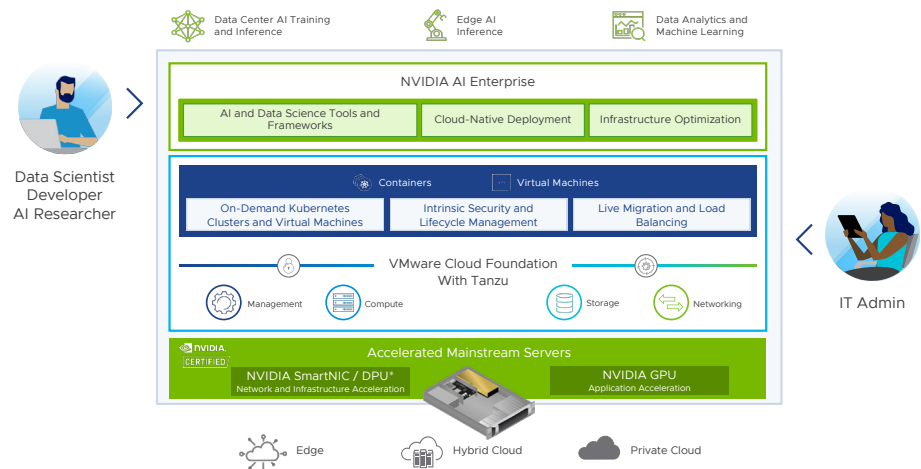 Data Center AI Training
and Inference
Edge AI
Inference
Data Analytics and
Machine Learning
NVIDIA AI Enterprise
AI and Data Science Tools and
Frameworks
Cloud-Native Deployment
Infrastructure Optimization
Data Scientist
Developer
AI Researcher
Containers
Virtual Machines
On-Demand Kubernetes
Clusters and Virtual Machines
Intrinsic Security and
Lifecycle Management
Live Migration and Load
Balancing
VMware Cloud Foundation
With Tanzu
Management
Compute
Storage
Networking
IT Admin
NVIDIA.
CERTIFIED
Accelerated Mainstream Servers
NVIDIA SmartNIC / DPU*
Network and Infrastructure Acceleration
NVIDIA GPU
Application Acceleration
Edge
Hybrid Cloud
Private Cloud